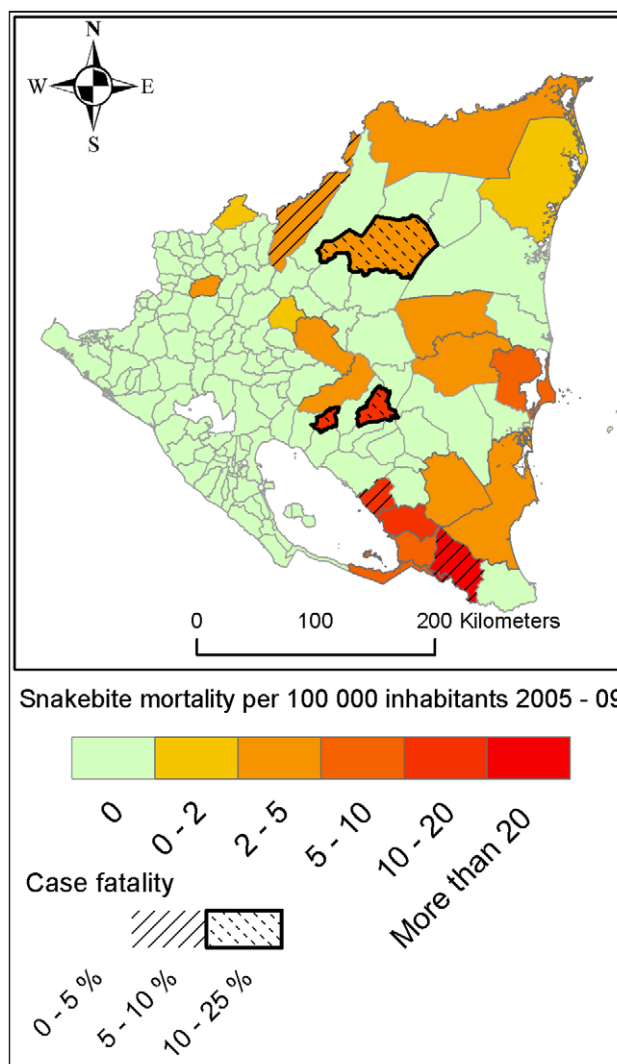 N
W E
S
0 100 200 Kilometers
Snakebite mortality per 100 000 inhabitants 2005 - 09
0 0 - 2 2 - 5 5 - 10 10 - 20 More than 20
Case fatality
0 - 5 % 5 - 10 % 10 - 25 %